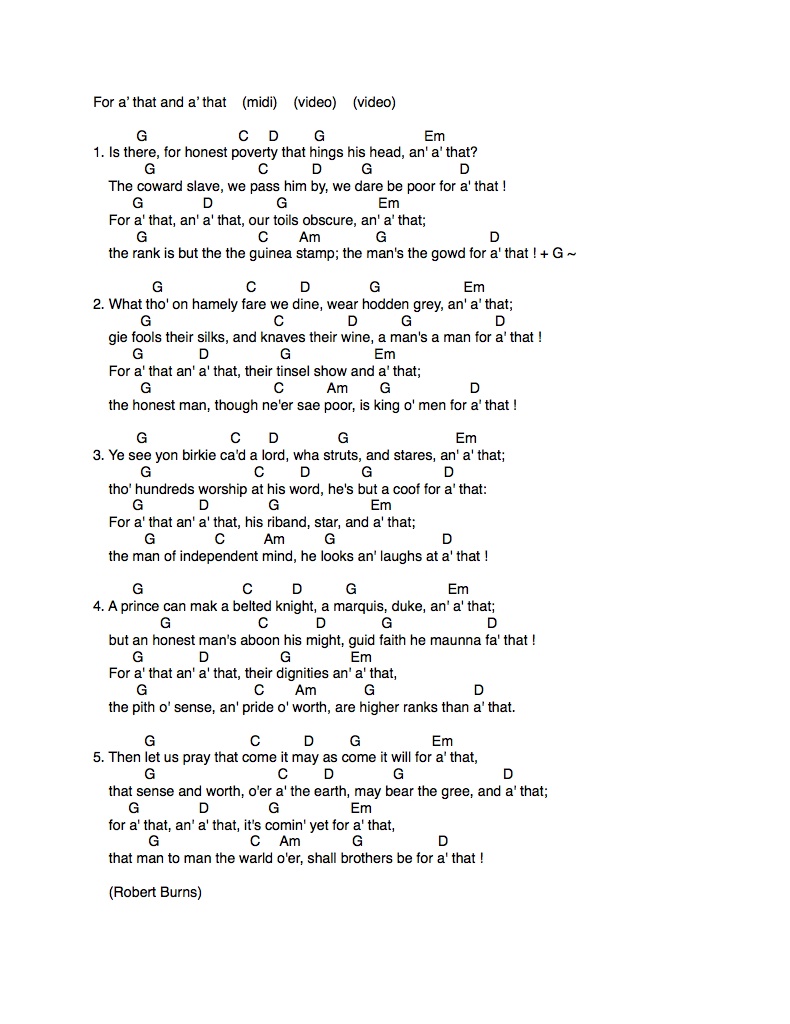 For a' that and a' that (midi) (video) (video)
G C D G Em
1. Is there, for honest poverty that hings his head, an' a' that?
G C D G D
The coward slave, we pass him by, we dare be poor for a' that !
G D G Em
For a' that, an' a' that, our toils obscure, an' a' that;
G C Am G D
the rank is but the the guinea stamp; the man's the gowd for a' that ! + G ~
G C D G Em
2. What tho' on hamely fare we dine, wear hodden grey, an' a' that;
G C D G D
gie fools their silks, and knaves their wine, a man's a man for a' that !
G D G Em
For a' that an' a' that, their tinsel show and a' that;
G C Am G D
the honest man, though ne'er sae poor, is king o' men for a' that !
G C D G Em
3. Ye see yon birkie ca'd a lord, wha struts, and stares, an' a' that;
G C D G D
tho' hundreds worship at his word, he's but a coof for a' that:
G D G Em
For a' that an' a' that, his riband, star, and a' that;
G C Am G D
the man of independent mind, he looks an' laughs at a' that !
G C D G Em
4. A prince can mak a belted knight, a marquis, duke, an' a' that;
G C D G D
but an honest man's aboon his might, guid faith he maunna fa' that !
G D G Em
For a' that an' a' that, their dignities an' a' that,
G C Am G D
the pith o' sense, an' pride o' worth, are higher ranks than a' that.
G C D G Em
5. Then let us pray that come it may as come it will for a' that,
G C D G D
that sense and worth, o'er a' the earth, may bear the gree, and a' that;
G D G Em
for a' that, an' a' that, it's comin' yet for a' that,
G C Am G D
that man to man the warld o'er, shall brothers be for a' that !
(Robert Burns)